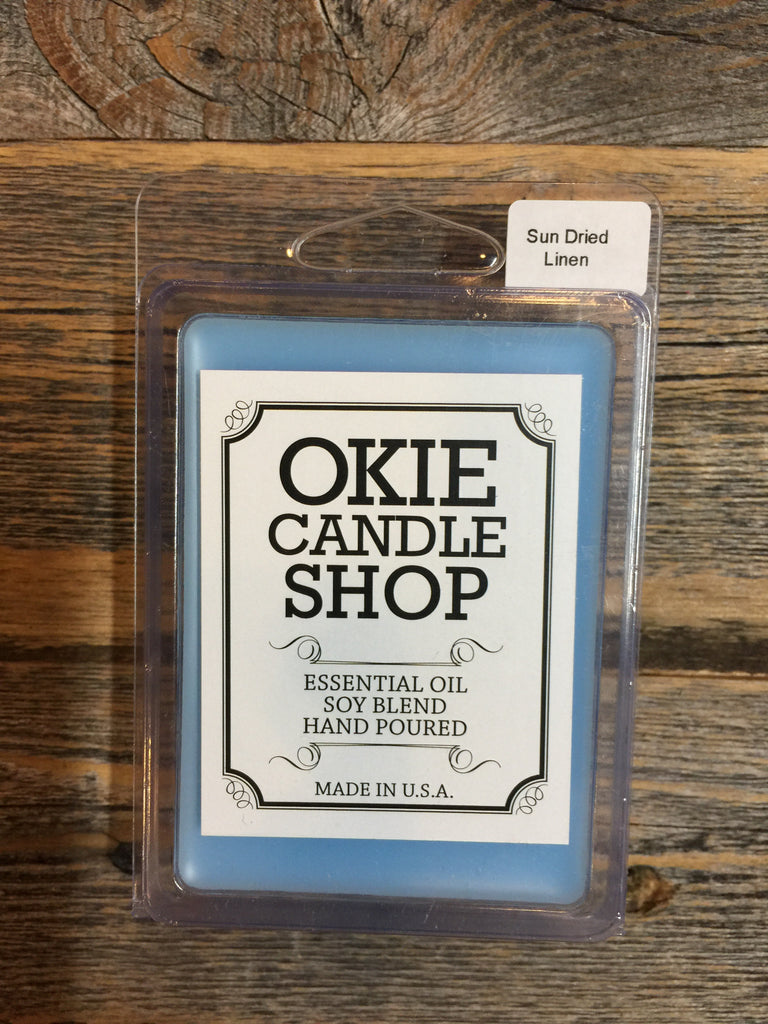 Sun Dried
Linen
OKIE
CANDLE
SHOP
ESSENTIAL OIL
SOY BLEND
HAND POURED
MADE IN U.S.A.